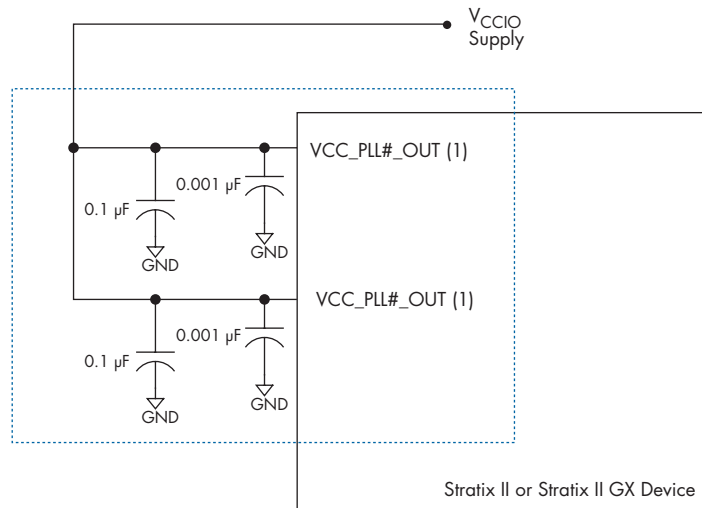 VCCIO
Supply
VCC_PLL#_OUT (1)
0.001 µF
0.1 µF
GND
GND
VCC_PLL#_OUT (1)
0.001 µF
0.1 µF
GND
GND
Stratix II or Stratix II GX Device